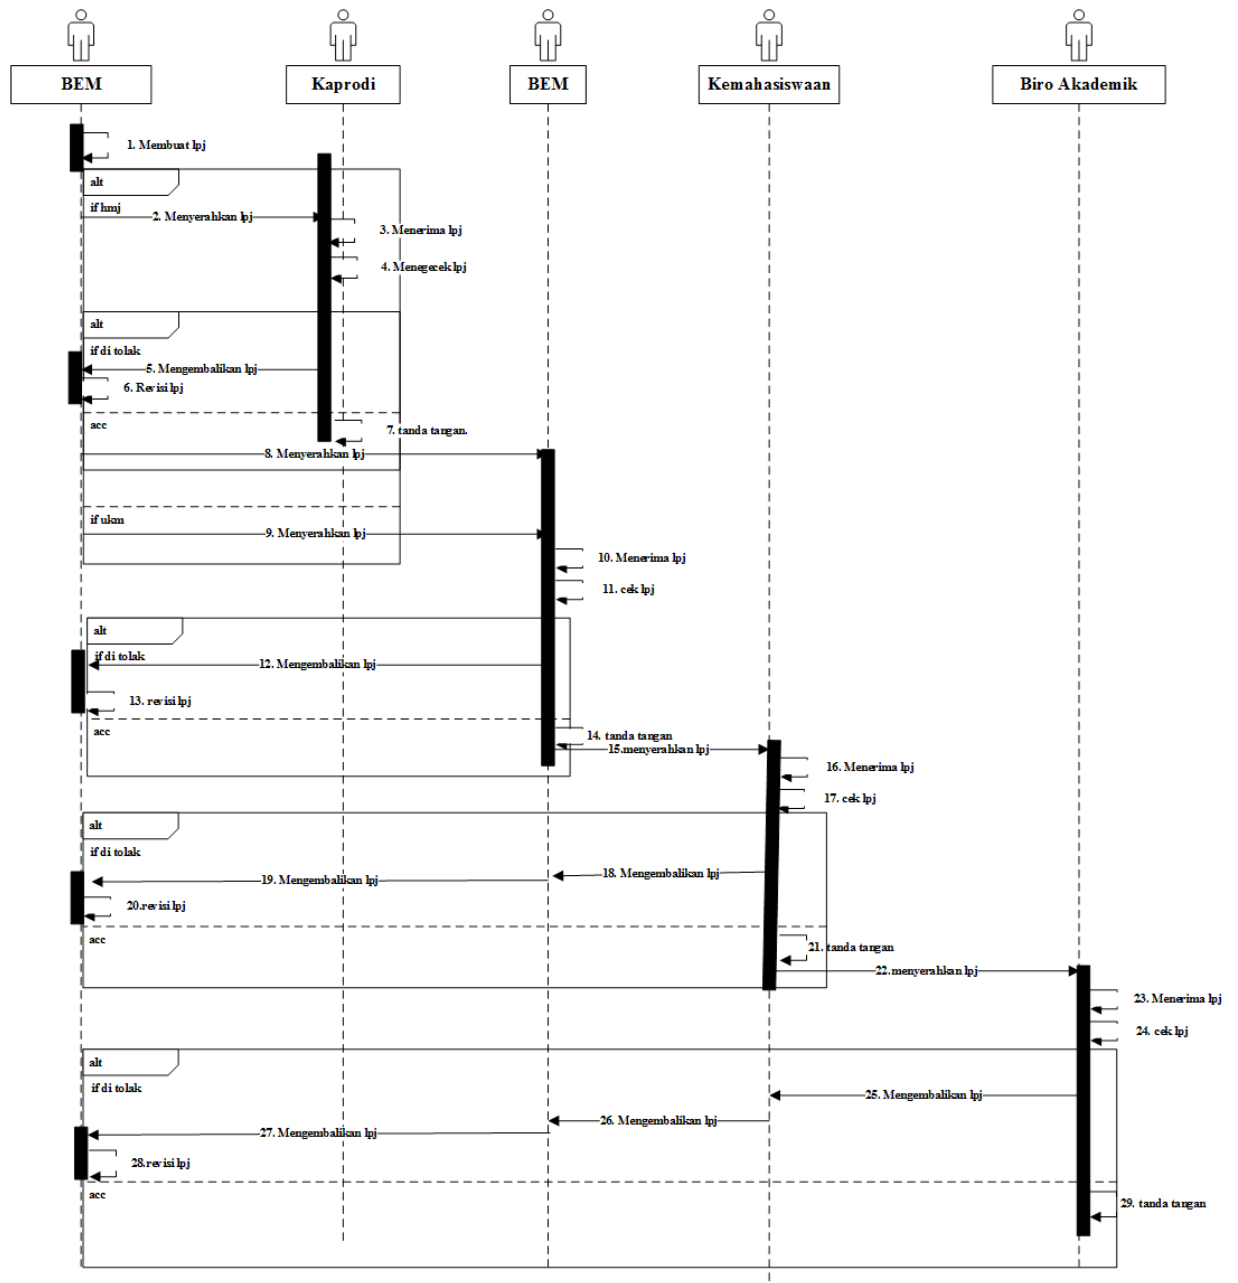 BEM
Kaprodi
BEM
Kemahasiswaan
Biro Akademik
1. Membuat lpj
alt
if hmj
2. Menyerahkan lpj
3. Menerima lpj
4. Menegecek lpj
alt
if di tolak
5. Mengembalikan lpj
6. Revisi lpj
acc
7. tanda tangan.
8. Menyerahkan lpj
if ukm
9. Menyerahkan lpj
10. Menerima lpj
11. cek lpj
alt
if di tolak
12. Mengembalikan lpj
13. revisi lpj
acc
14. tanda tangan
15.menyerahkan lpj
16. Menerima lpj
17. cek lpj
alt
if di tolak
18. Mengembalikan lpj
19. Mengembalikan lpj
20.revisi lpj
acc
21. tanda tangan
22.menyerahkan lpj
23. Menerima lpj
24. cek lpj
alt
if di tolak
25. Mengembalikan lpj
26. Mengembalikan lpj
27. Mengembalikan lpj
28.revisi lpj
acc
29. tanda tangan